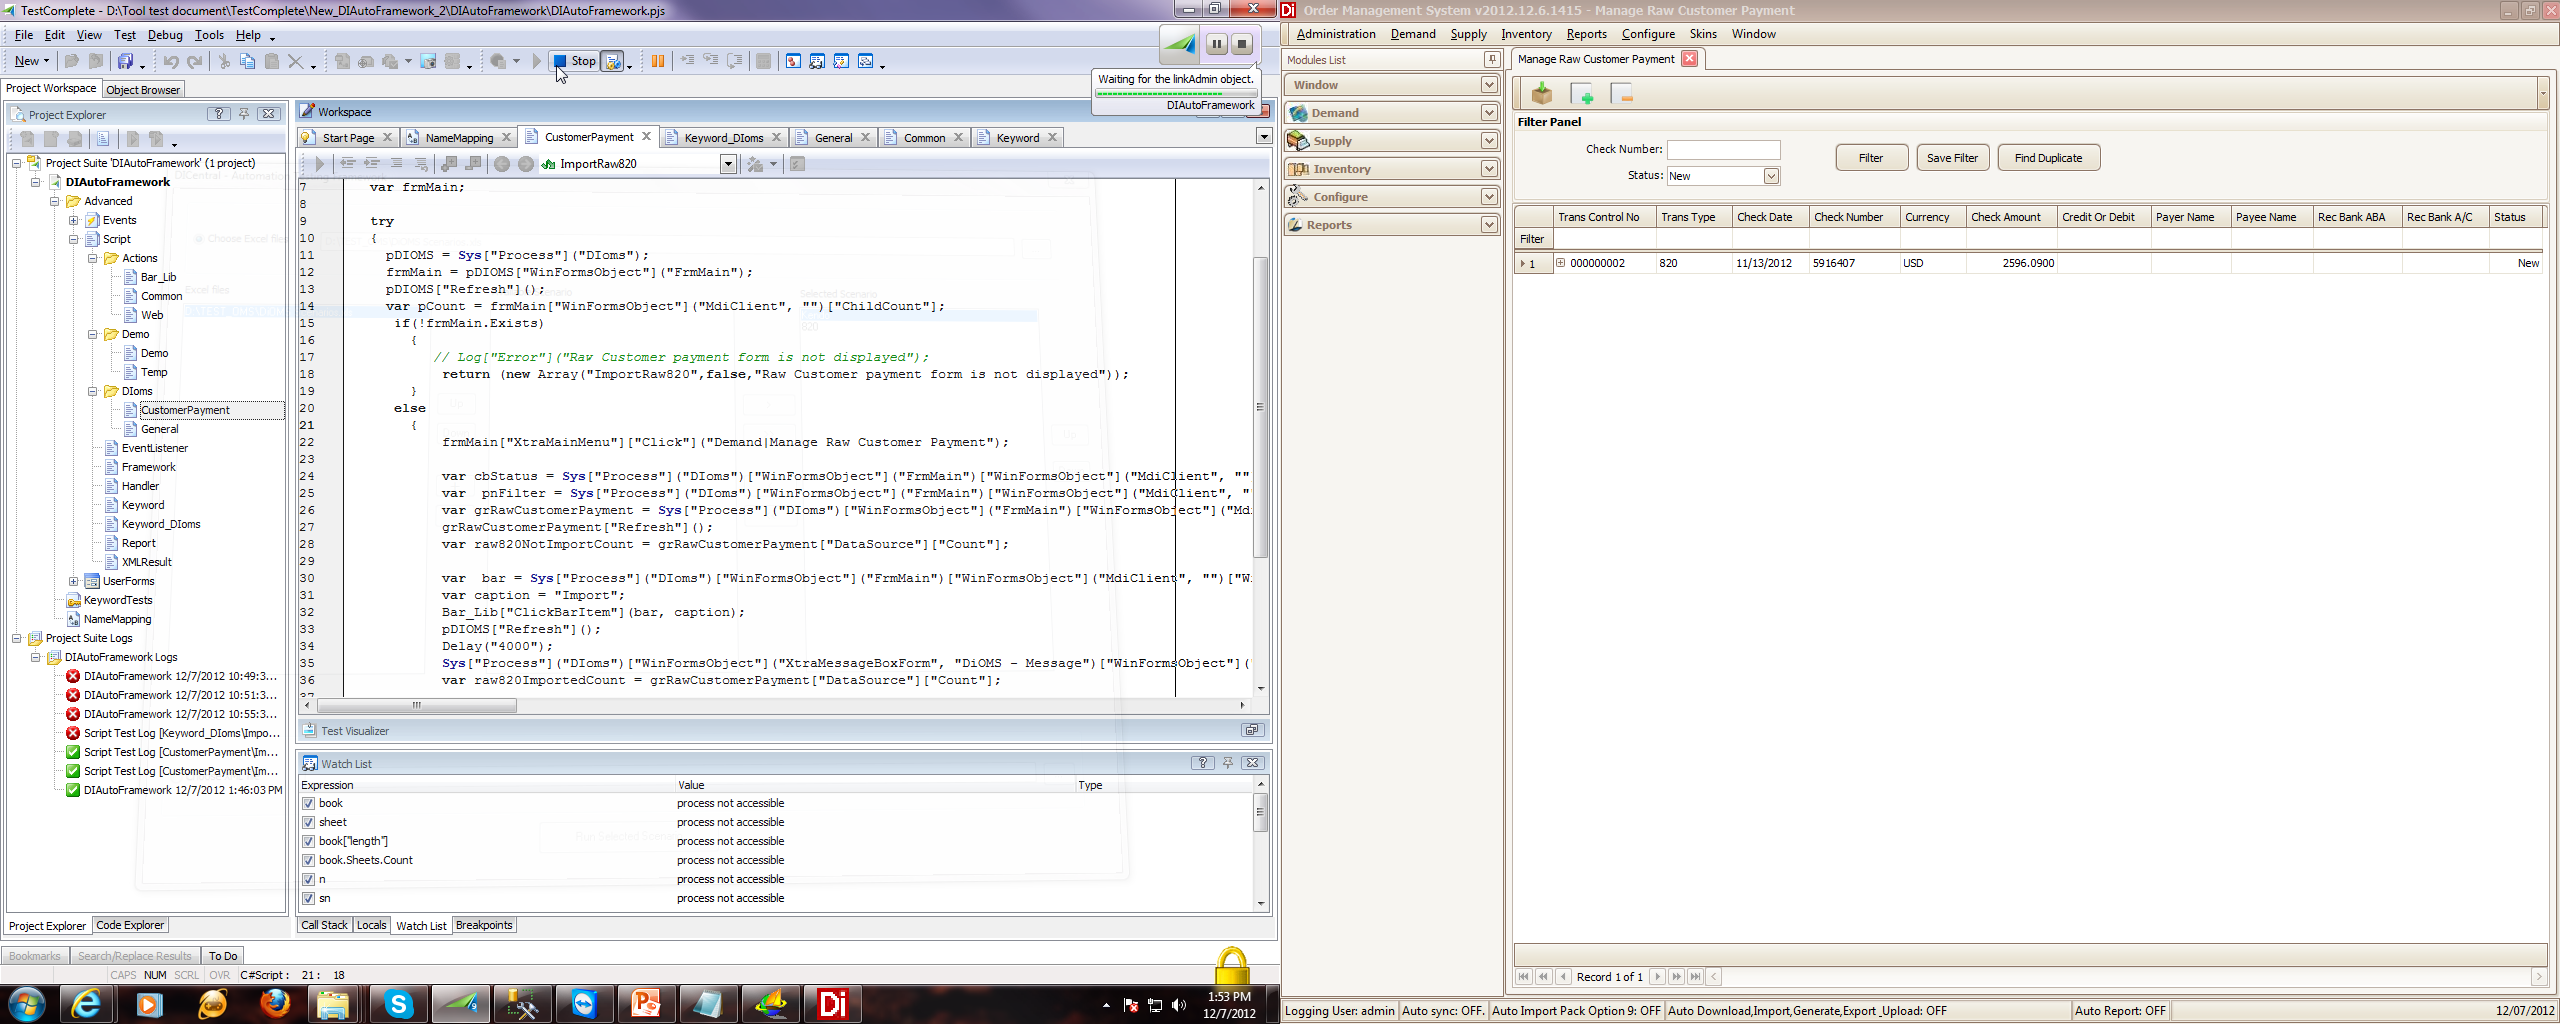 TestComplete - D:\Tool test document\TestComplete\New_DIAutoFramework_2\DIAutoFramework\DIAutoFramework.pjs
File Edit View Test Debug Tools Help
New
Stop
Waiting for the linkAdmin object.
DIAutoFramework
Project Workspace Object Browser
Project Explorer
Project Suite 'DIAutoFramework' (1 project)
DIAutoFramework
Advanced
Events
Script
Actions
Bar_Lib
Common
Web
Demo
Demo
Temp
DIoms
CustomerPayment
General
EventListener
Framework
Handler
Keyword
Keyword_DIoms
Report
XMLResult
UserForms
KeywordTests
NameMapping
Project Suite Logs
DIAutoFramework Logs
DIAutoFramework 12/7/2012 10:49:3...
DIAutoFramework 12/7/2012 10:51:3...
DIAutoFramework 12/7/2012 10:55:3...
Script Test Log [Keyword_DIoms\Impo...
Script Test Log [CustomerPayment\Im...
Script Test Log [CustomerPayment\Im...
DIAutoFramework 12/7/2012 1:46:03 PM
Project Explorer Code Explorer
Workspace
Start Page NameMapping CustomerPayment Keyword_DIoms General Common Keyword
ImportRaw820
7 var frmMain;
8
9 try
10 {
11 pDIOMS = Sys["Process"]("DIoms");
12 frmMain = pDIOMS["WinFormsObject"]("FrmMain");
13 pDIOMS["Refresh"]();
14 var pCount = frmMain["WinFormsObject"]("MdiClient", "")["ChildCount"];
15 if(!frmMain.Exists)
16 {
17 // Log["Error"]("Raw Customer payment form is not displayed");
18 return (new Array("ImportRaw820",false,"Raw Customer payment form is not displayed"));
19 }
20 else
21 {
22 frmMain["XtraMainMenu"]["Click"]("Demand|Manage Raw Customer Payment");
23
24 var cbStatus = Sys["Process"]("DIoms")["WinFormsObject"]("FrmMain")["WinFormsObject"]("MdiClient", ""
25 var pnFilter = Sys["Process"]("DIoms")["WinFormsObject"]("FrmMain")["WinFormsObject"]("MdiClient", "
26 var grRawCustomerPayment = Sys["Process"]("DIoms")["WinFormsObject"]("FrmMain")["WinFormsObject"]("Md
27 grRawCustomerPayment["Refresh"]();
28 var raw820NotImportCount = grRawCustomerPayment["DataSource"]["Count"];
29
30 var bar = Sys["Process"]("DIoms")["WinFormsObject"]("FrmMain")["WinFormsObject"]("MdiClient", "")["W
31 var caption = "Import";
32 Bar_Lib["ClickBarItem"](bar, caption);
33 pDIOMS["Refresh"]();
34 Delay("4000");
35 Sys["Process"]("DIoms")["WinFormsObject"]("XtraMessageBoxForm", "DiOMS - Message")["WinFormsObject"](
36 var raw820ImportedCount = grRawCustomerPayment["DataSource"]["Count"];
Test Visualizer
Watch List
Expression Value Type
book process not accessible
sheet process not accessible
book["length"] process not accessible
book.Sheets.Count process not accessible
n process not accessible
sn process not accessible
Call Stack Locals Watch List Breakpoints
Bookmarks Search/Replace Results To Do
CAPS NUM SCRL OVR C#Script: 21: 18
1:53 PM
12/7/2012
Di Order Management System v2012.12.6.1415 - Manage Raw Customer Payment
Administration Demand Supply Inventory Reports Configure Skins Window
Modules List
Window
Demand
Supply
Inventory
Configure
Reports
Manage Raw Customer Payment
Filter Panel
Check Number:
Status: New
Filter Save Filter Find Duplicate
Trans Control No Trans Type Check Date Check Number Currency Check Amount Credit Or Debit Payer Name Payee Name Rec Bank ABA Rec Bank A/C Status
Filter
1 000000002 820 11/13/2012 5916407 USD 2596.0900 New
Record 1 of 1
Logging User: admin Auto sync: OFF. Auto Import Pack Option 9: OFF Auto Download,Import,Generate,Export_Upload: OFF Auto Report: OFF 12/07/2012